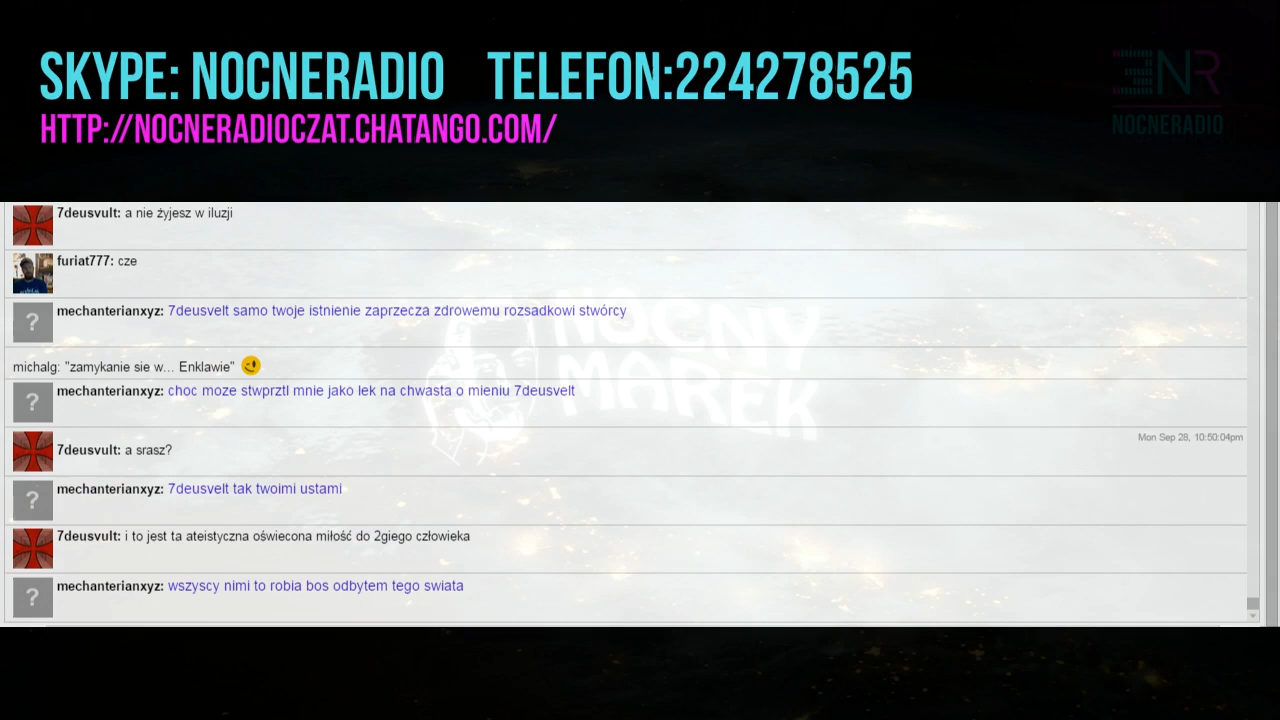 SKYPE: NOCNERADIO TELEFON:224278525
HTTP://NOCNERADIOCZAT.CHATANGO.COM/
ENR
NOCNERADIO
7deusvult: a nie żyjesz w iluzji
furiat777: cze
mechanterianxyz: 7deusvelt samo twoje istnienie zaprzecza zdrowemu rozsadkowi stwórcy
NOCNY
MAREK
michalg: "zamykanie sie w... Enklawie"
mechanterianxyz: choc moze stwprztl mnie jako lek na chwasta o mieniu 7deusvelt
Mon Sep 28, 10:50:04pm
7deusvult: a srasz?
mechanterianxyz: 7deusvelt tak twoimi ustami
7deusvult: i to jest ta ateistyczna oświecona miłość do 2giego człowieka
mechanterianxyz: wszyscy nimi to robia bos odbytem tego swiata